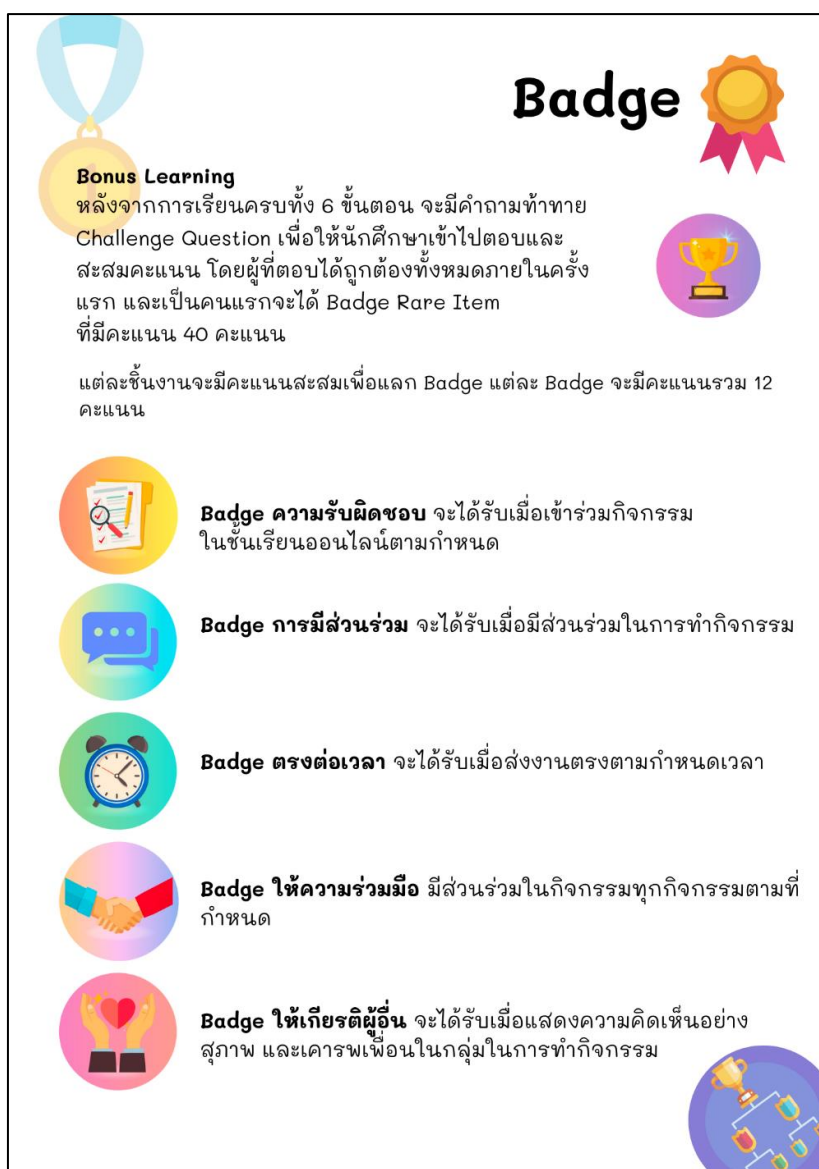 Badge
Bonus Learning
หลังจากการเรียนครบทั้ง 6 ขั้นตอน จะมีคำถามท้าทาย
Challenge Question เพื่อให้นักศึกษาเข้าไปตอบและ
สะสมคะแนน โดยผู้ที่ตอบได้ถูกต้องทั้งหมดภายในครั้ง
แรก และเป็นคนแรกจะได้ Badge Rare Item
ที่มีคะแนน 40 คะแนน
แต่ละชิ้นงานจะมีคะแนนสะสมเพื่อแลก Badge แต่ละ Badge จะมีคะแนนรวม 12
คะแนน
Badge ความรับผิดชอบ จะได้รับเมื่อเข้าร่วมกิจกรรม
ในชั้นเรียนออนไลน์ตามกำหนด
Badge การมีส่วนร่วม จะได้รับเมื่อมีส่วนร่วมในการทำกิจกรรม
Badge ตรงต่อเวลา จะได้รับเมื่อส่งงานตรงตามกำหนดเวลา
Badge ให้ความร่วมมือ มีส่วนร่วมในกิจกรรมทุกกิจกรรมตามที่
กำหนด
Badge ให้เกียรติผู้อื่น จะได้รับเมื่อแสดงความคิดเห็นอย่าง
สุภาพ และเคารพเพื่อนในกลุ่มในการทำกิจกรรม